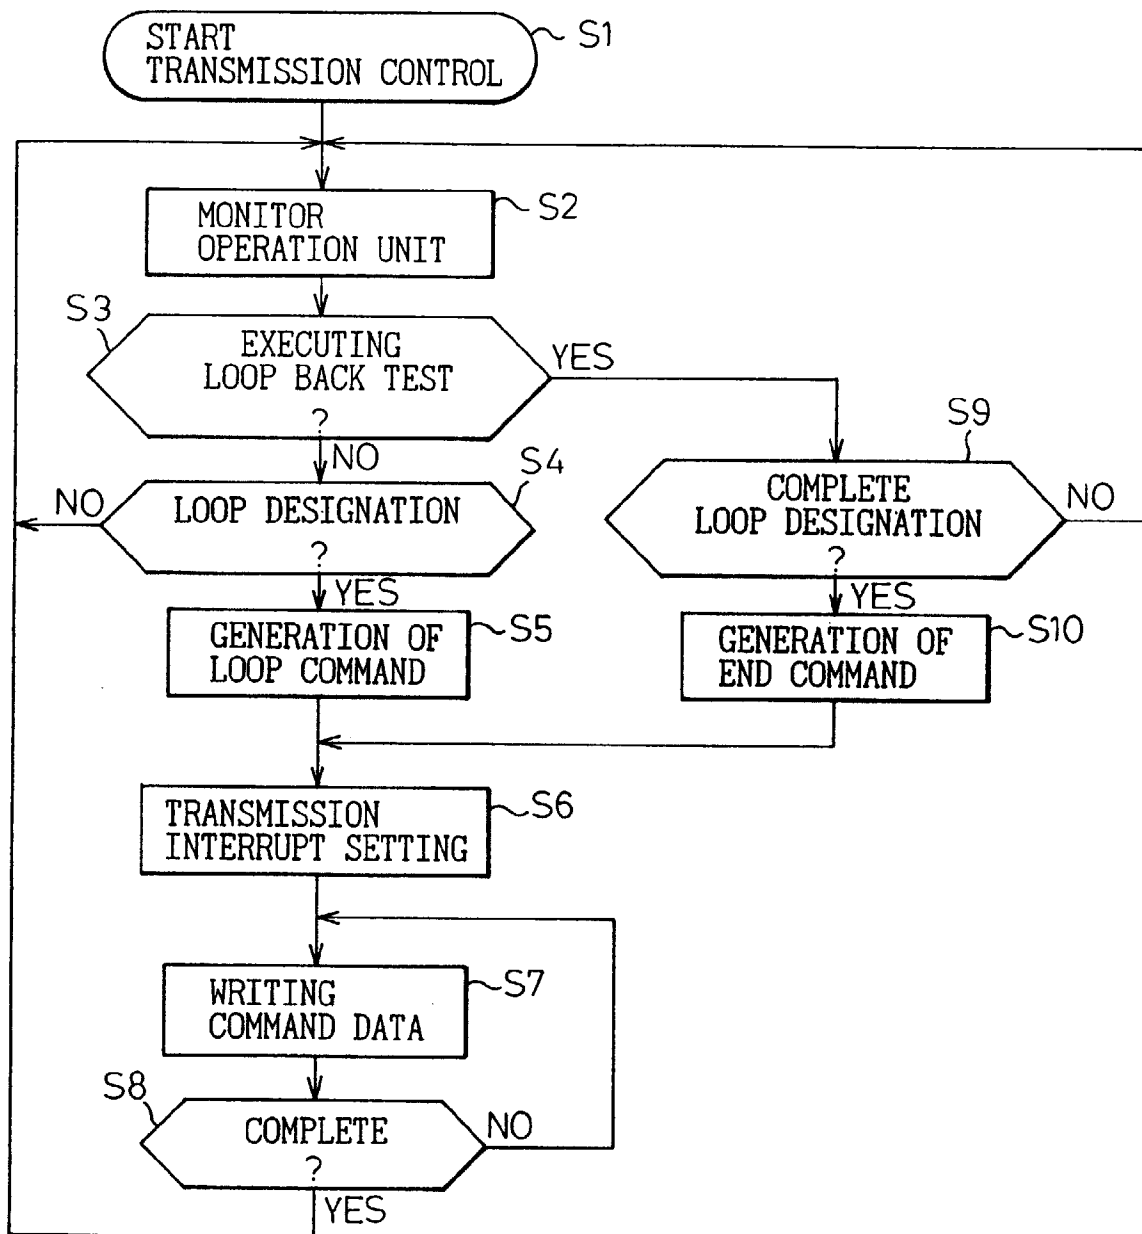 START
TRANSMISSION CONTROL
S1
MONITOR
OPERATION UNIT
S2
S3
EXECUTING
LOOP BACK TEST
?
YES
NO
S4
LOOP DESIGNATION
?
NO
YES
S9
COMPLETE
LOOP DESIGNATION
?
NO
YES
GENERATION OF
LOOP COMMAND
S5
GENERATION OF
END COMMAND
S10
TRANSMISSION
INTERRUPT SETTING
S6
WRITING
COMMAND DATA
S7
S8
COMPLETE
?
NO
YES